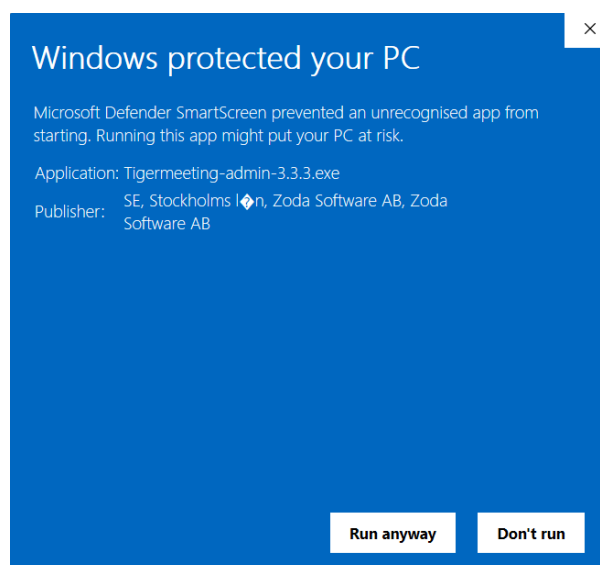 Windows protected your PC
Microsoft Defender SmartScreen prevented an unrecognised app from
starting. Running this app might put your PC at risk.
Application: Tigermeeting-admin-3.3.3.exe
Publisher: SE, Stockholms l�n, Zoda Software AB, Zoda
Software AB
Run anyway Don't run